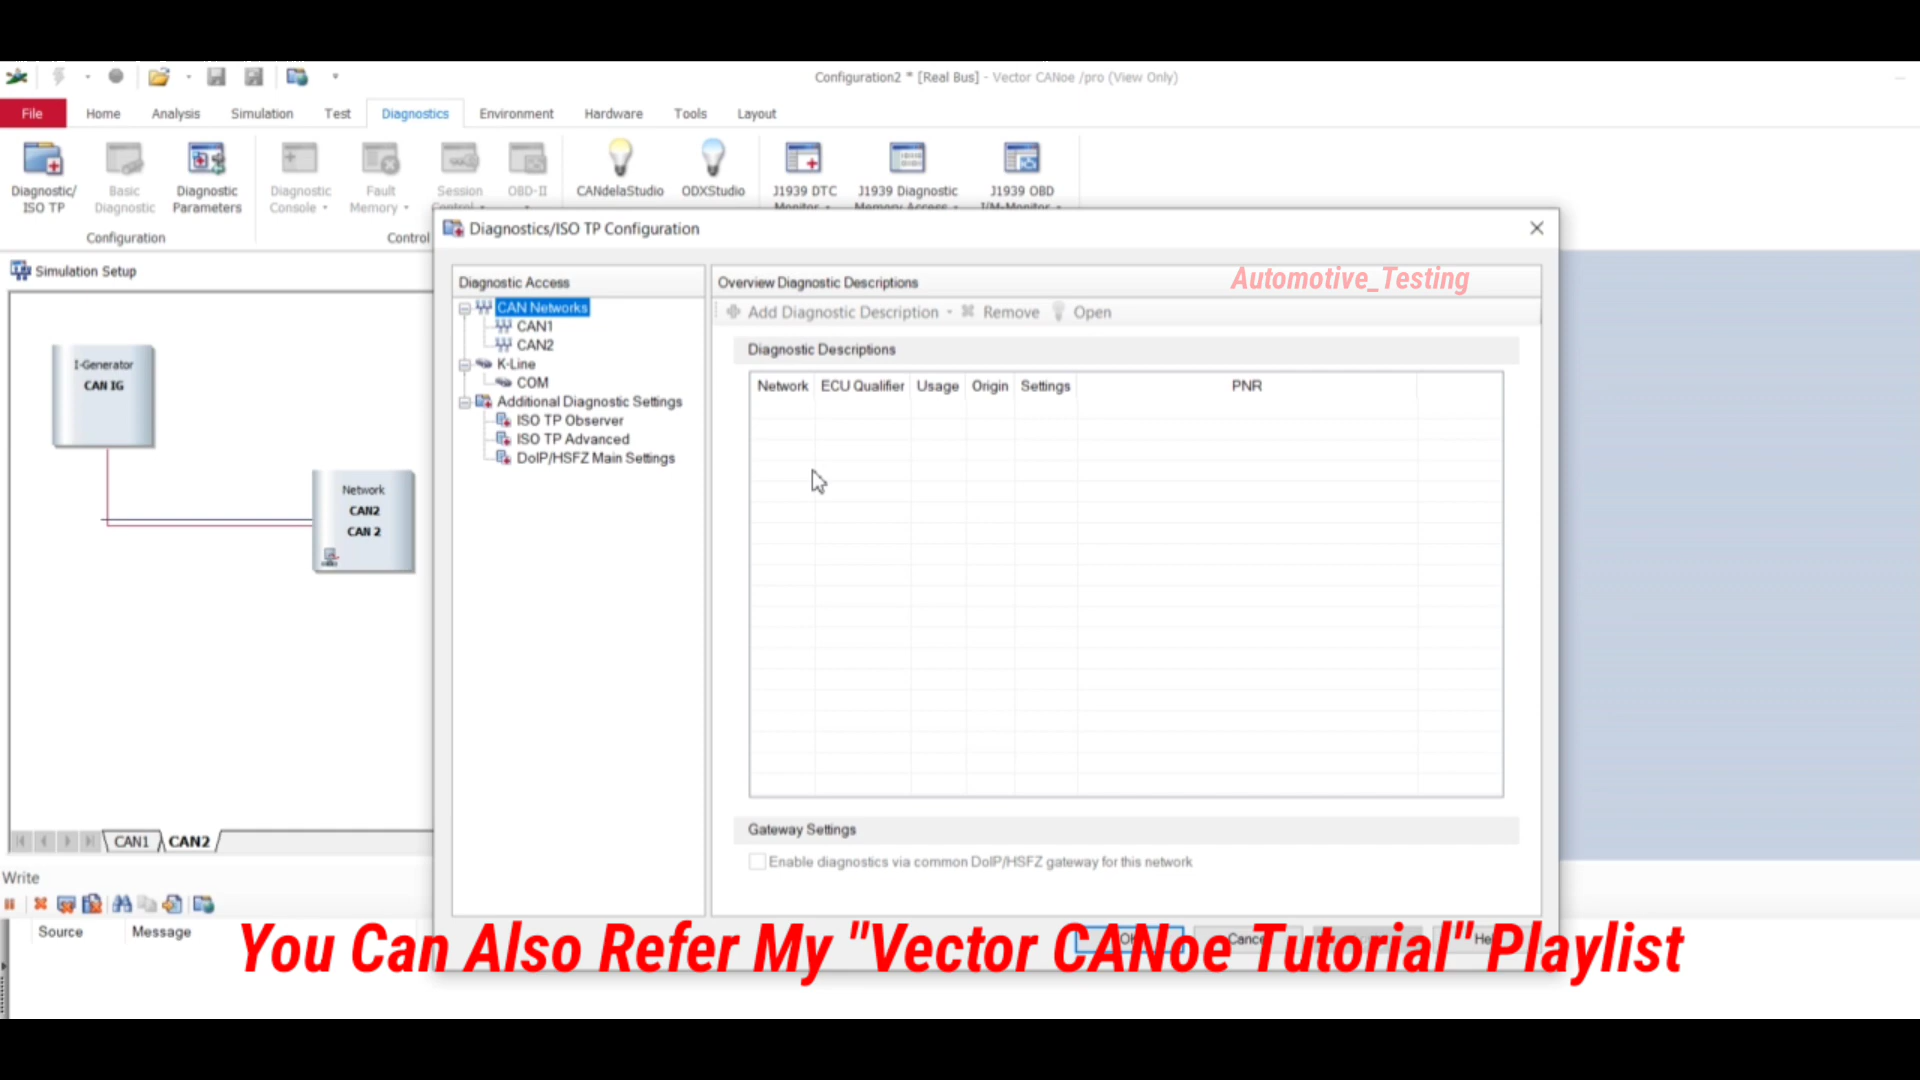 Configuration2 * [Real Bus] - Vector CANoe /pro (View Only)
File Home Analysis Simulation Test Diagnostics Environment Hardware Tools Layout
Diagnostic/ ISO TP
Basic Diagnostic
Diagnostic Parameters
Diagnostic Console
Fault Memory
Session Control
OBD-II
CANdelaStudio
ODXStudio
J1939 DTC Monitor
J1939 Diagnostic Memory Access
J1939 OBD I/M-Monitor
Configuration
Control
Simulation Setup
I-Generator
CAN IG
Network
CAN2
CAN 2
CAN1 CAN2
Write
Source Message
Diagnostics/ISO TP Configuration
Diagnostic Access
CAN Networks
CAN1
CAN2
K-Line
COM
Additional Diagnostic Settings
ISO TP Observer
ISO TP Advanced
DoIP/HSFZ Main Settings
Overview Diagnostic Descriptions
Automotive_Testing
Add Diagnostic Description Remove Open
Diagnostic Descriptions
Network ECU Qualifier Usage Origin Settings PNR
Gateway Settings
Enable diagnostics via common DoIP/HSFZ gateway for this network
You Can Also Refer My "Vector CANoe Tutorial" Playlist